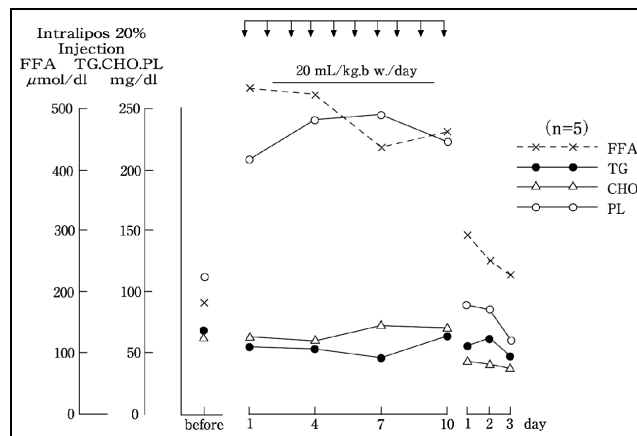 Intralipos 20%
Injection
FFA TG.CHO.PL
μmol/dl mg/dl
20 mL/kg.b w./day
500 250
400 200
300 150
200 100
100 50
0 0
(n=5)
FFA
TG
CHO
PL
before 1 4 7 10 1 2 3 day